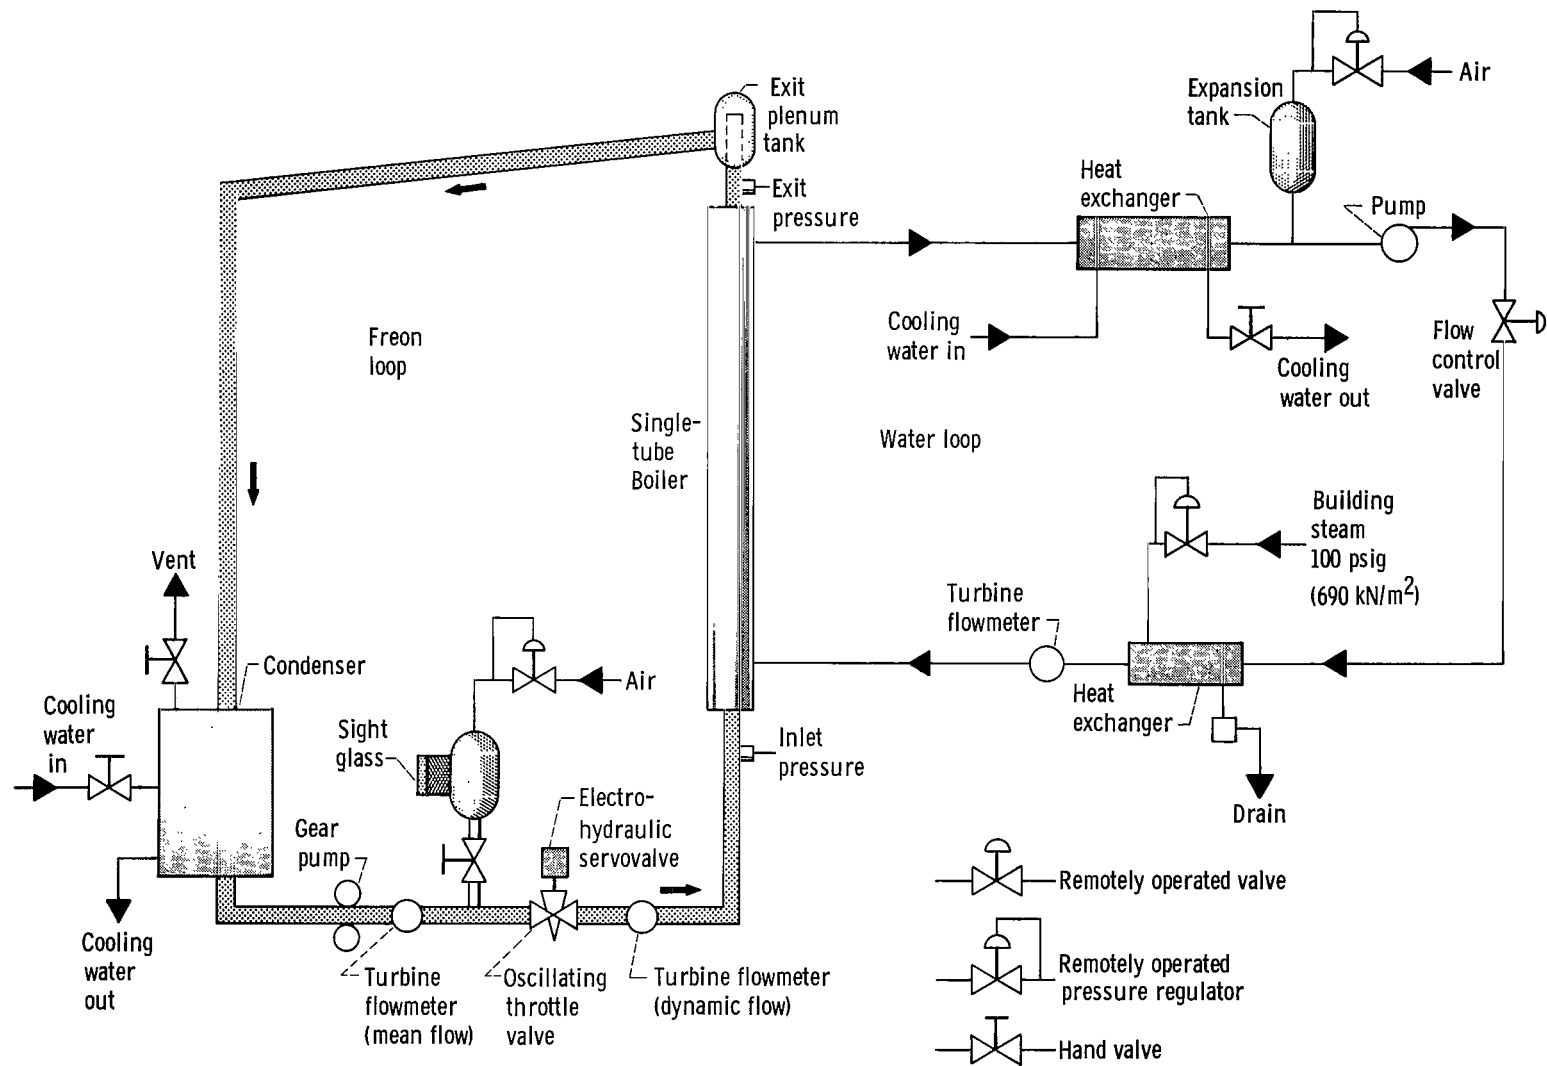 Exit
plenum
tank
Exit
pressure
Freon
loop
Single-
tube
Boiler
Vent
Condenser
Cooling
water
in
Cooling
water
out
Sight
glass
Air
Gear
pump
Electro-
hydraulic
servovalve
Inlet
pressure
Turbine
flowmeter
(mean flow)
Oscillating
throttle
valve
Turbine flowmeter
(dynamic flow)
Air
Expansion
tank
Heat
exchanger
Pump
Cooling
water in
Cooling
water out
Flow
control
valve
Water loop
Building
steam
100 psig
(690 kN/m²)
Turbine
flowmeter
Heat
exchanger
Drain
Remotely operated valve
Remotely operated
pressure regulator
Hand valve